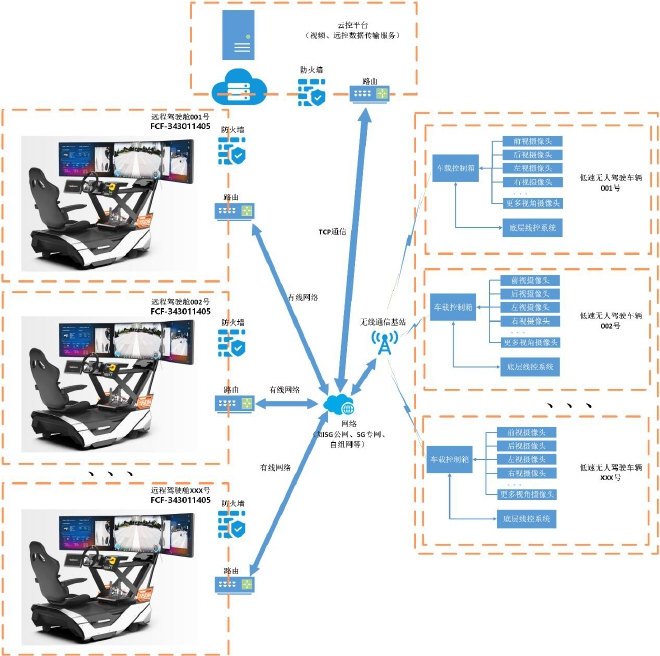 云控平台
（视频、远控数据传输服务）
防火墙
路由
远程驾驶舱001号
FCF-343011405
防火墙
路由
TCP通信
有线网络
远程驾驶舱002号
FCF-343011405
防火墙
路由
有线网络
无线通信基站
网络
（如5G公网、5G专网、
自组网等）
、、、
远程驾驶舱XXX号
FCF-343011405
防火墙
路由
有线网络
车载控制箱
前视摄像头
后视摄像头
左视摄像头
右视摄像头
...
更多视角摄像头
底层线控系统
低速无人驾驶车辆
001号
车载控制箱
前视摄像头
后视摄像头
左视摄像头
右视摄像头
...
更多视角摄像头
底层线控系统
低速无人驾驶车辆
002号
、、、
车载控制箱
前视摄像头
后视摄像头
左视摄像头
右视摄像头
...
更多视角摄像头
底层线控系统
低速无人驾驶车辆
XXX号